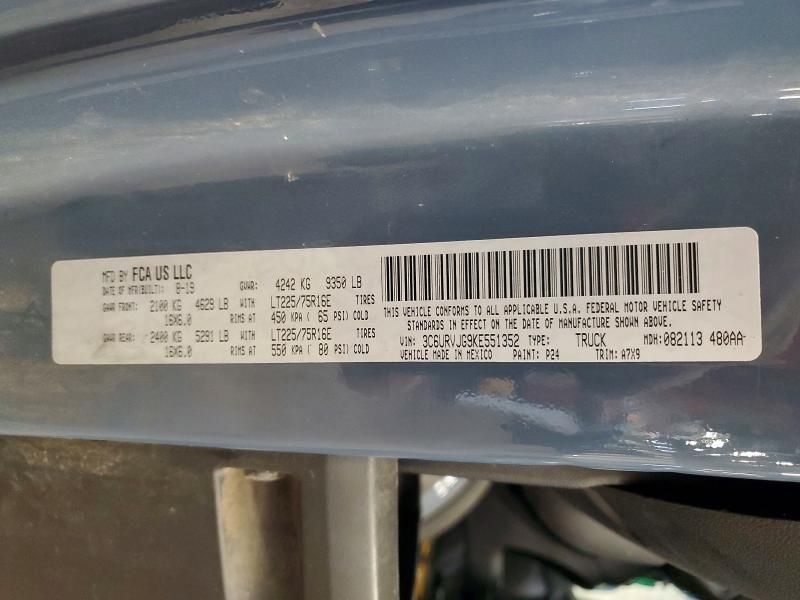 MFD BY FCA US LLC
DATE OF MFR(BUILT): 8-19 GVWR: 4242 KG 9350 LB
GAWR FRONT: 2100 KG 4629 LB WITH LT225/75R16E TIRES
16X6.0 RIMS AT 450 KPA ( 65 PSI) COLD
GAWR REAR: 2400 KG 5291 LB WITH LT225/75R16E TIRES
16X6.0 RIMS AT 550 KPA ( 80 PSI) COLD
THIS VEHICLE CONFORMS TO ALL APPLICABLE U.S.A. FEDERAL MOTOR VEHICLE SAFETY
STANDARDS IN EFFECT ON THE DATE OF MANUFACTURE SHOWN ABOVE.
VIN: 3C6URVJG9KE551352 TYPE: TRUCK MDH: 082113 480AA
VEHICLE MADE IN MEXICO PAINT: P24 TRIM: A7X9